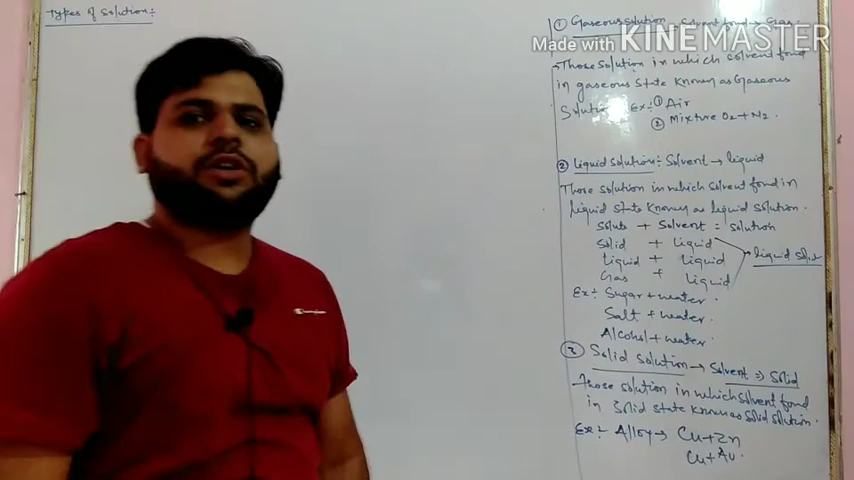 Types of Solution :-
① Gaseous solution → Solvent found → Gas
Made with KINEMASTER
→ Those Solution in which solvent found
in gaseous State Known as Gaseous
Solution Ex :- ① Air
② Mixture O2 + N2.
② Liquid solution :- Solvent → liquid
Those solution in which solvent found in
liquid state Known as liquid solution.
Solute + Solvent = Solution
Solid + Liquid
Liquid + Liquid
Gas + Liquid
liquid solu
Ex :- Sugar + water.
Salt + water.
Alcohol + water.
③ Solid solution → Solvent => Solid
Those solution in which solvent found
in Solid state Known as Solid solution.
Ex :- Alloy → Cu + Zn
Cu + Au.
Champion